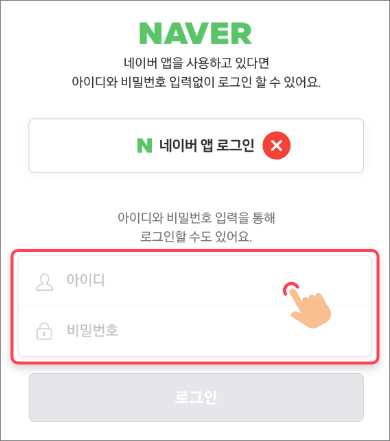 NAVER
네이버 앱을 사용하고 있다면
아이디와 비밀번호 입력없이 로그인 할 수 있어요.
N 네이버 앱 로그인
아이디와 비밀번호 입력을 통해
로그인할 수도 있어요.
아이디
비밀번호
로그인